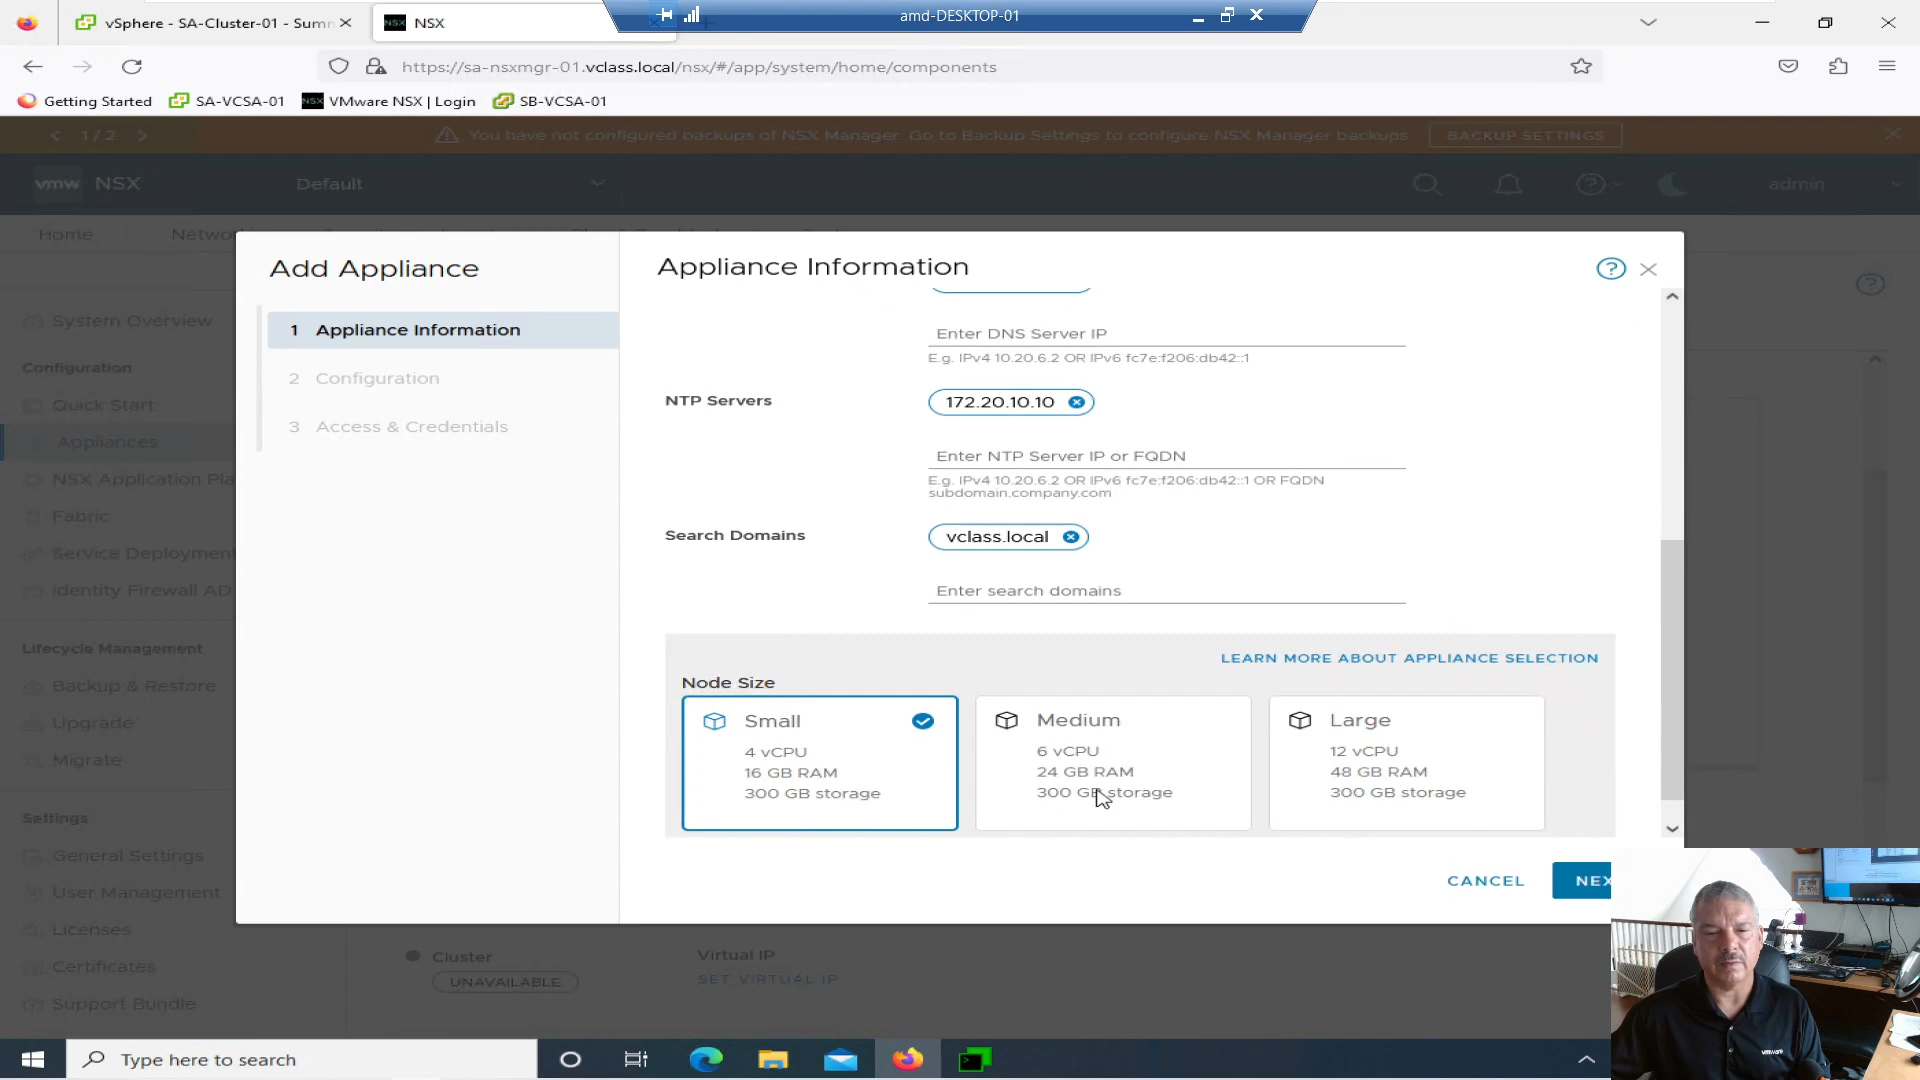 vSphere - SA-Cluster-01 - Summ
NSX
amd-DESKTOP-01
https://sa-nsxmgr-01.vclass.local/nsx/#/app/system/home/components
Getting Started
SA-VCSA-01
NSX
VMware NSX | Login
SB-VCSA-01
1 / 2
You have not configured backups of NSX Manager. Go to Backup Settings to configure NSX Manager backups.
BACKUP SETTINGS
vmw NSX
Default
admin
Home
Network
System Overview
Configuration
Quick Start
Appliances
NSX Application Pla
Fabric
Service Deployment
Identity Firewall AD
Lifecycle Management
Backup & Restore
Upgrade
Migrate
Settings
General Settings
User Management
Licenses
Certificates
Support Bundle
Add Appliance
1 Appliance Information
2 Configuration
3 Access & Credentials
Appliance Information
Enter DNS Server IP
E.g. IPv4 10.20.6.2 OR IPv6 fc7e:f206:db42::1
NTP Servers
172.20.10.10
Enter NTP Server IP or FQDN
E.g. IPv4 10.20.6.2 OR IPv6 fc7e:f206:db42::1 OR FQDN
subdomain.company.com
Search Domains
vclass.local
Enter search domains
LEARN MORE ABOUT APPLIANCE SELECTION
Node Size
Small
4 vCPU
16 GB RAM
300 GB storage
Medium
6 vCPU
24 GB RAM
300 GB storage
Large
12 vCPU
48 GB RAM
300 GB storage
CANCEL
NEX
Cluster
UNAVAILABLE
Virtual IP
SET VIRTUAL IP
Type here to search
vmware